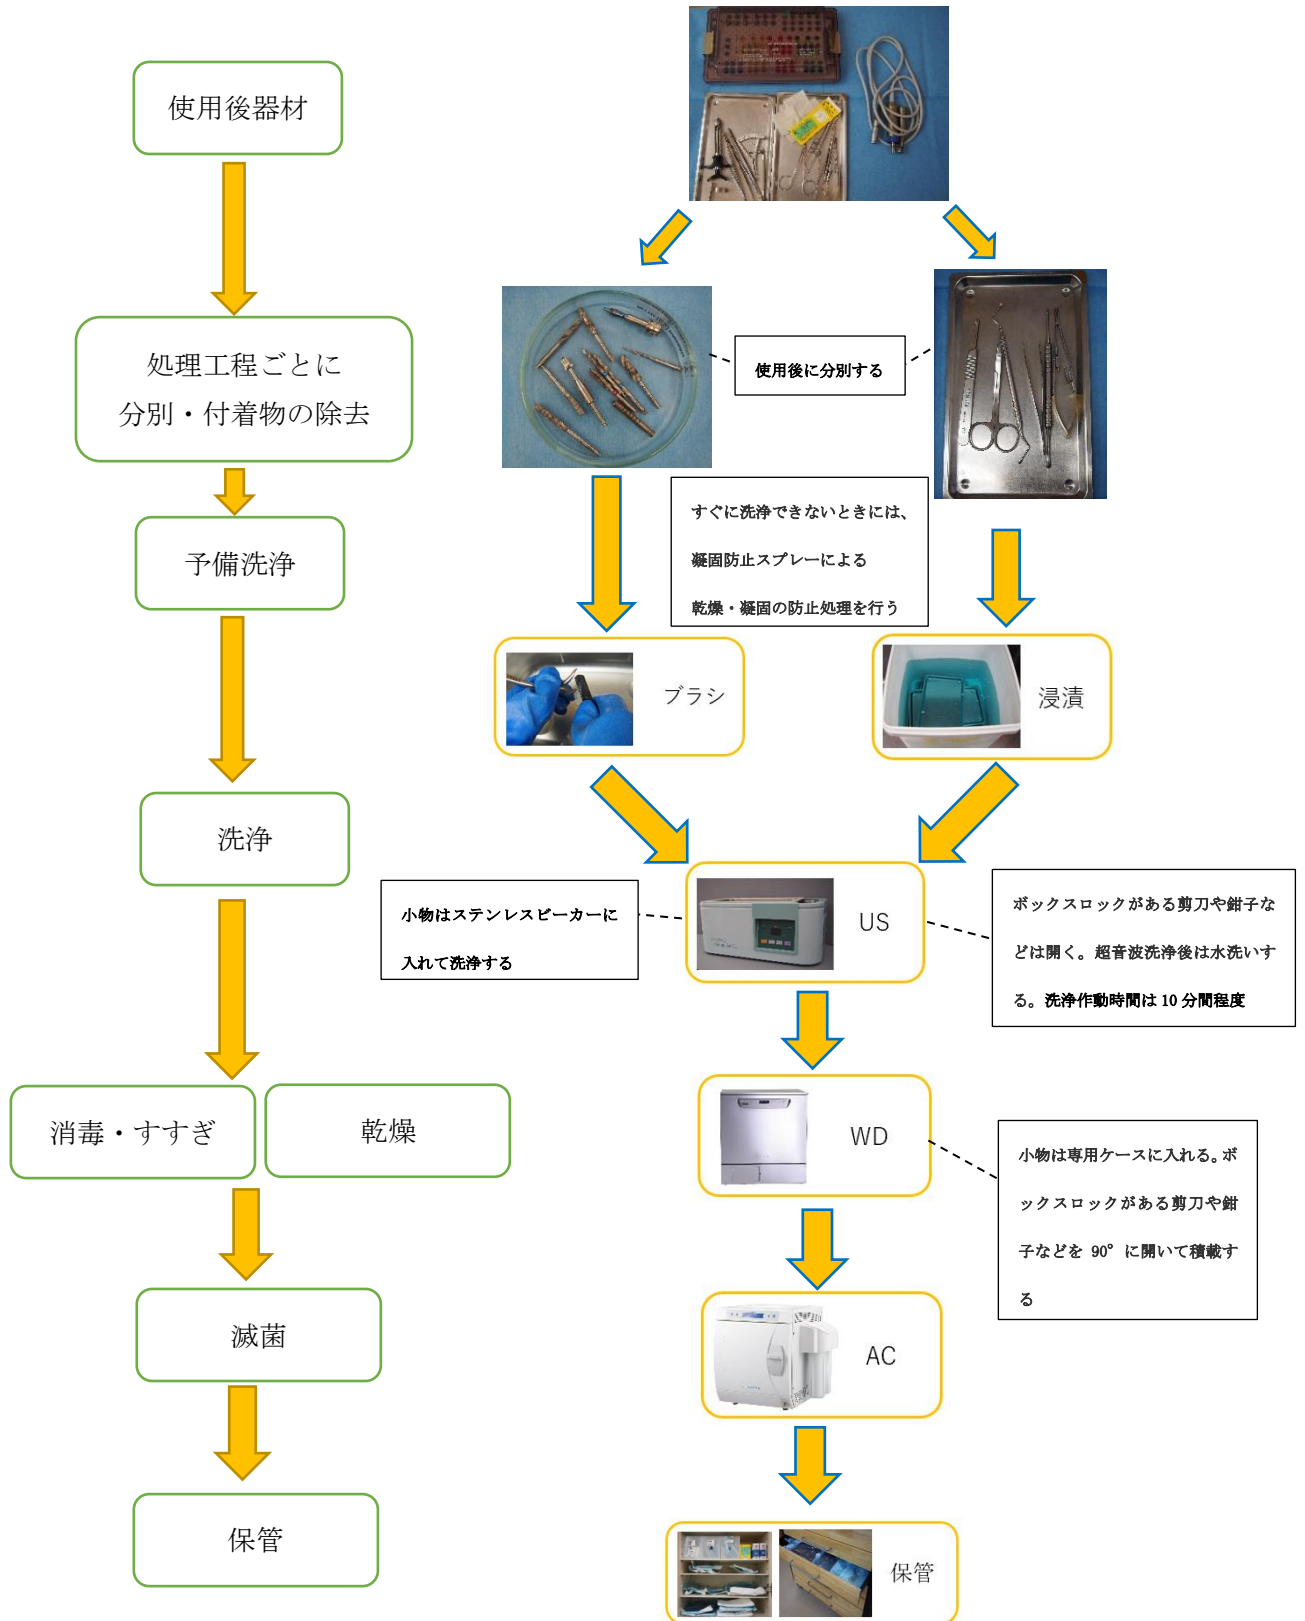 使用後器材
処理工程ごとに
分別・付着物の除去
予備洗浄
洗浄
消毒・すすぎ
乾燥
滅菌
保管
使用後に分別する
すぐに洗浄できないときには、
凝固防止スプレーによる
乾燥・凝固の防止処理を行う
ブラシ
浸漬
小物はステンレスビーカーに
入れて洗浄する
US
ボックスロックがある剪刀や鉗子な
どは開く。超音波洗浄後は水洗いす
る。洗浄作動時間は 10 分間程度
WD
小物は専用ケースに入れる。ボ
ックスロックがある剪刀や鉗
子などを 90° に開いて積載す
る
AC
保管